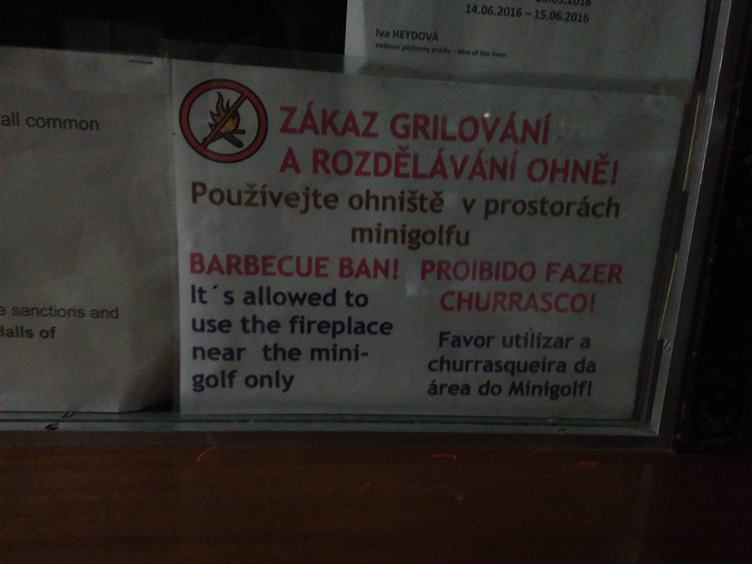 14.06.2016 – 15.06.2016
Iva HEYDOVÁ
all common
e sanctions and
Halls of
ZÁKAZ GRILOVÁNÍ
A ROZDĚLÁVÁNÍ OHNĚ!
Používejte ohniště v prostorách
minigolfu
BARBECUE BAN!
It´s allowed to
use the fireplace
near the mini-
golf only
PROIBIDO FAZER
CHURRASCO!
Favor utilizar a
churrasqueira da
área do Minigolf!